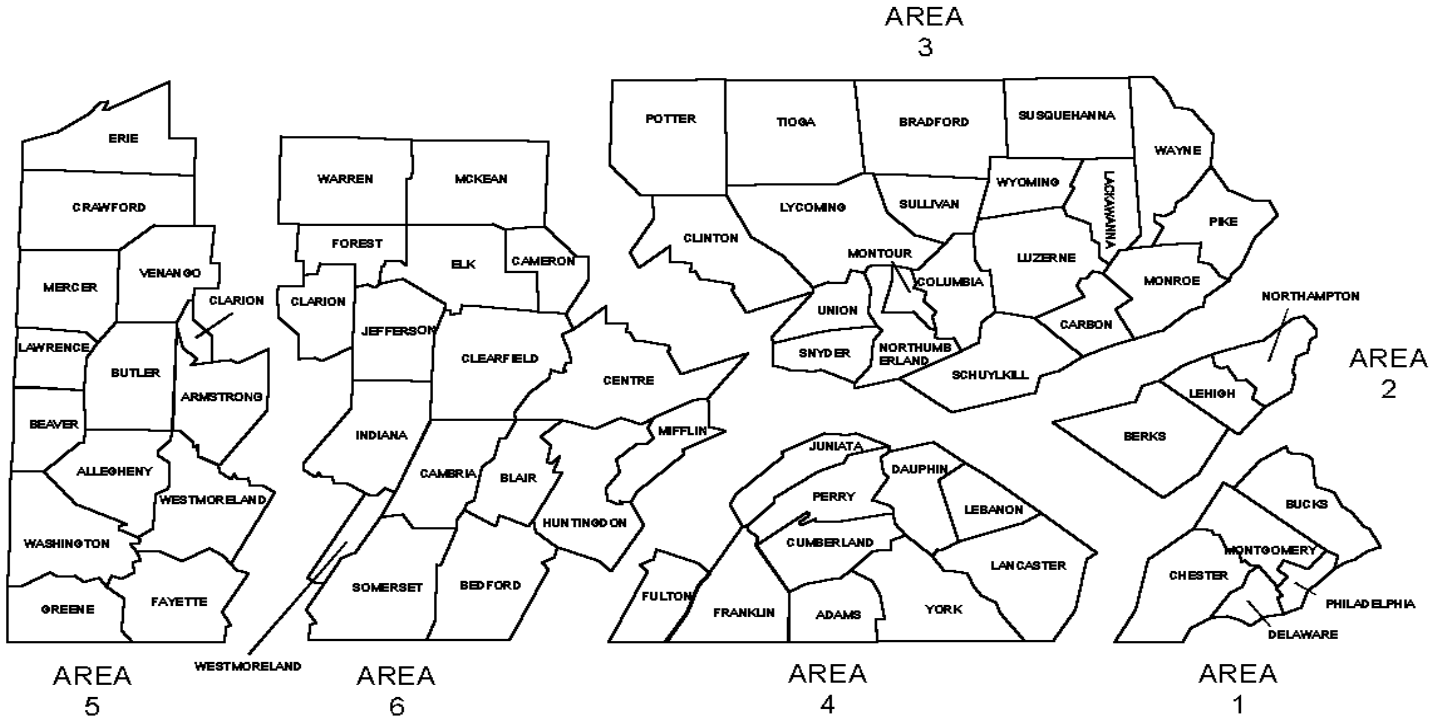 AREA
3
ERIE
CRAWFORD
MERCER
VENANGO
CLARION
LAWRENCE
BUTLER
ARMSTRONG
BEAVER
ALLEGHENY
WESTMORELAND
WASHINGTON
GREENE
FAYETTE
AREA
5
WARREN
MCKEAN
FOREST
ELK
CAMERON
CLARION
JEFFERSON
CLEARFIELD
CENTRE
INDIANA
CAMBRIA
BLAIR
MIFFLIN
HUNTINGDON
SOMERSET
BEDFORD
WESTMORELAND
AREA
6
POTTER
TIOGA
BRADFORD
SUSQUEHANNA
WAYNE
WYOMING
LACKAWANNA
LYCOMING
SULLIVAN
PIKE
CLINTON
MONTOUR
LUZERNE
COLUMBIA
MONROE
UNION
CARBON
SNYDER
NORTHUMB
ERLAND
SCHUYLKILL
NORTHAMPTON
LEHIGH
BERKS
AREA
2
JUNIATA
DAUPHIN
PERRY
LEBANON
CUMBERLAND
LANCASTER
FULTON
FRANKLIN
ADAMS
YORK
AREA
4
BUCKS
MONTGOMERY
CHESTER
PHILADELPHIA
DELAWARE
AREA
1